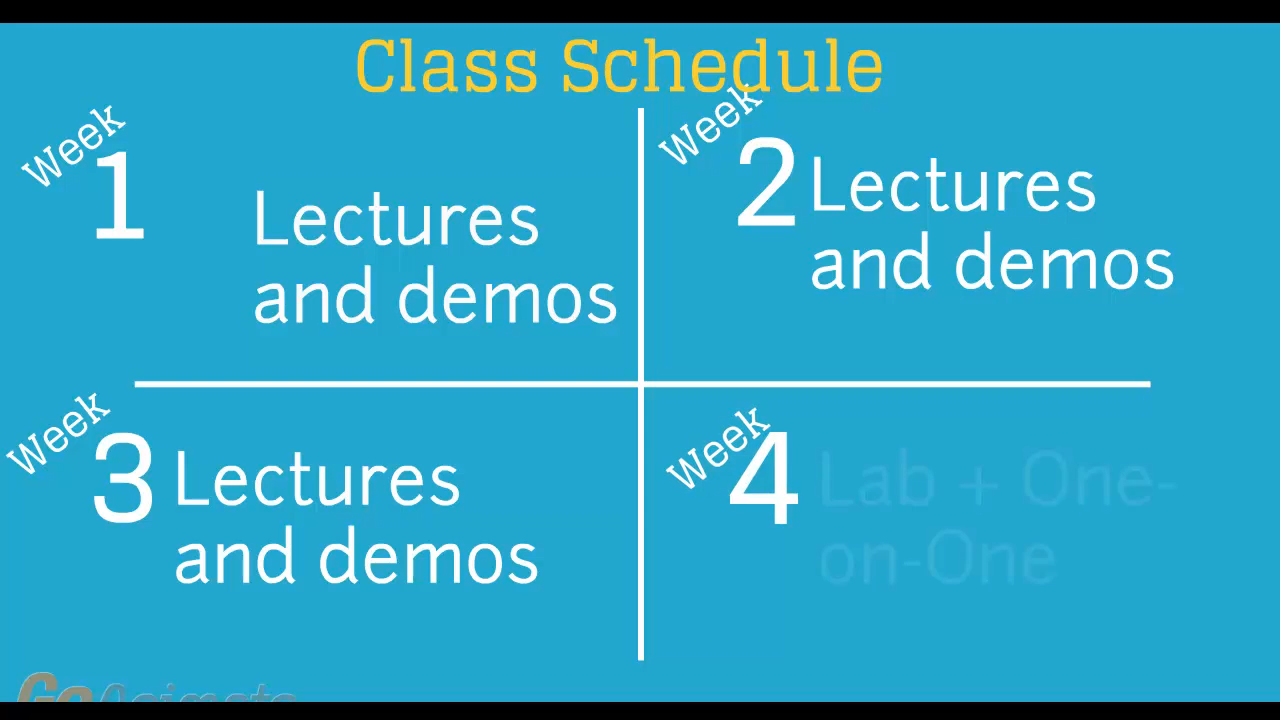 Class Schedule
Week
1
Lectures
and demos
Week
2
Lectures
and demos
Week
3
Lectures
and demos
Week
4
Lab + One-
on-One
GoAnimate